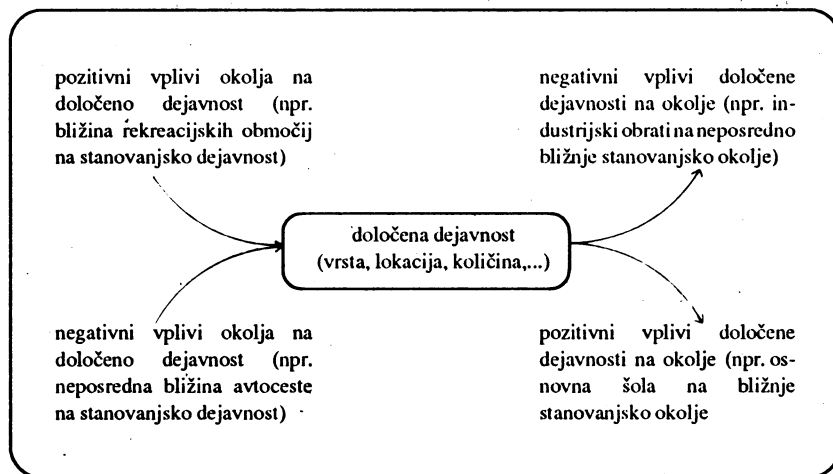 pozitivni vplivi okolja na
določeno dejavnost (npr.
bližina rekreacijskih območij
na stanovanjsko dejavnost)
negativni vplivi določene
dejavnosti na okolje (npr. in-
dustrijski obrati na neposredno
bližnje stanovanjsko okolje)
določena dejavnost
(vrsta, lokacija, količina,...)
negativni vplivi okolja na
določeno dejavnost (npr.
neposredna bližina avtoceste
na stanovanjsko dejavnost)
pozitivni vplivi določene
dejavnosti na okolje (npr. os-
novna šola na bližnje
stanovanjsko okolje